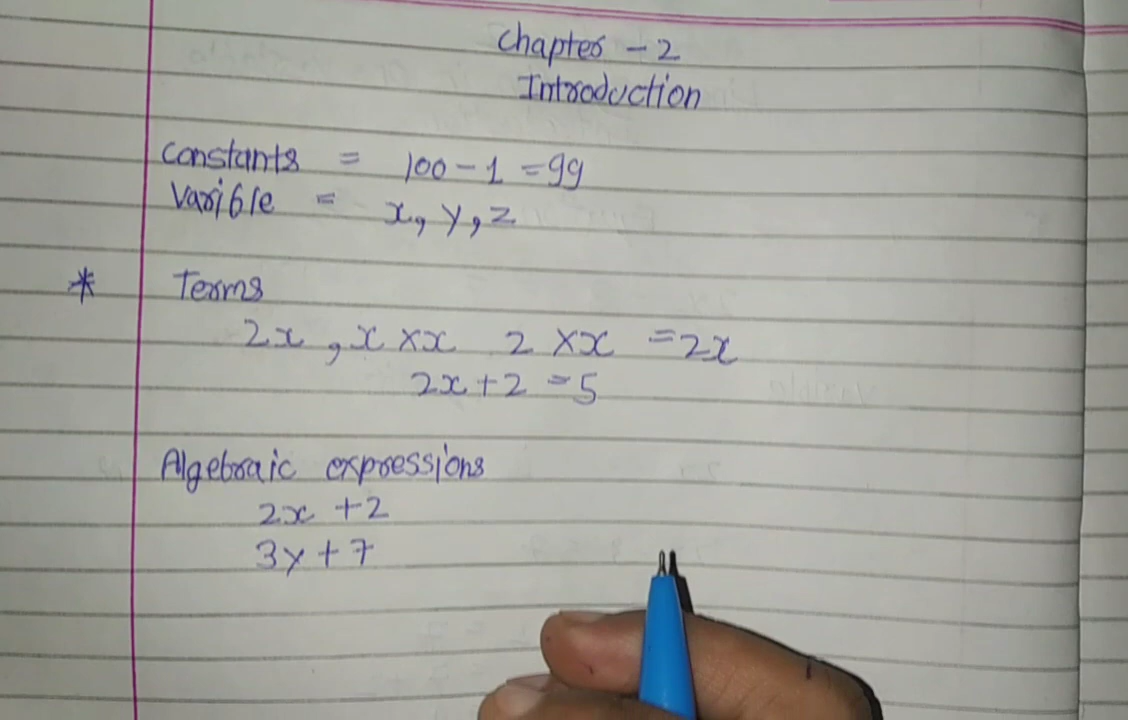 Chapter - 2
Introduction
Constants = 100 - 1 = 99
Varible = x, y, z
* Terms
2x, x × x 2 × x = 2x
2x + 2 = 5
Algebraic expressions
2x + 2
3y + 7